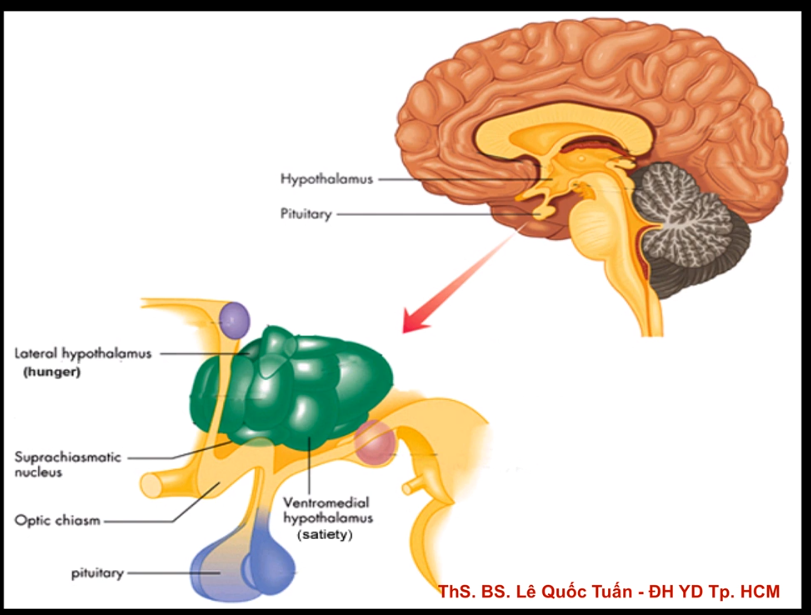 Hypothalamus
Pituitary
Lateral hypothalamus
(hunger)
Suprachiasmatic
nucleus
Optic chiasm
Ventromedial
hypothalamus
(satiety)
pituitary
ThS. BS. Lê Quốc Tuấn - ĐH YD Tp. HCM